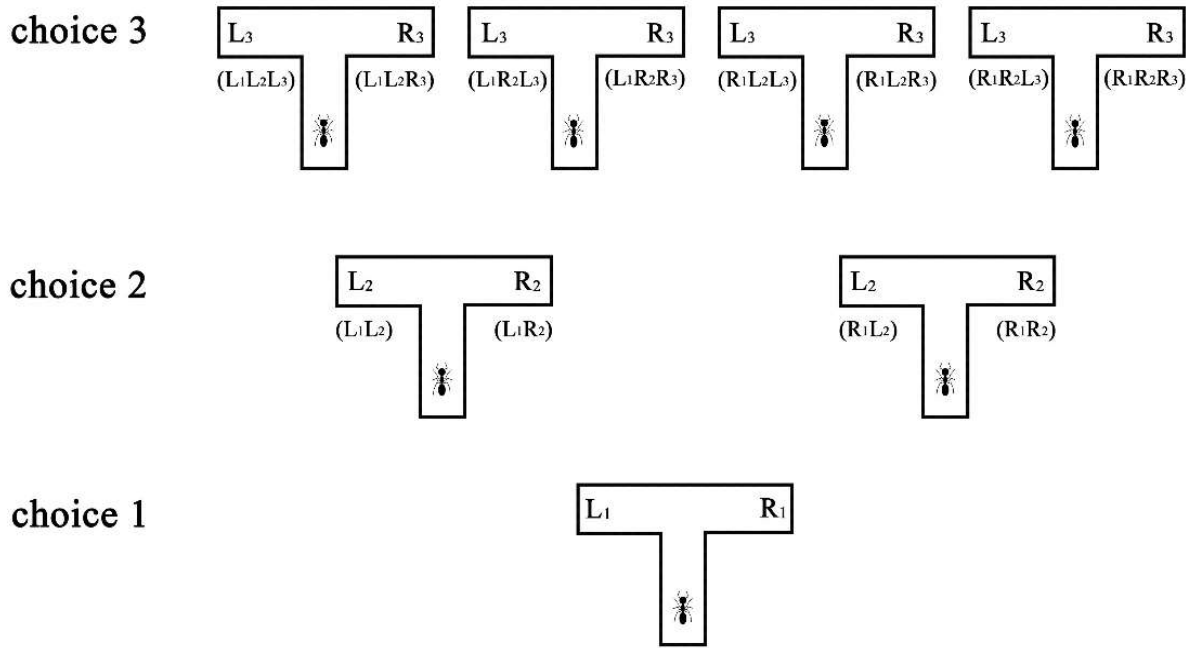 choice 3 L₃ R₃ L₃ R₃ L₃ R₃ L₃ R₃
(L₁L₂L₃) (L₁L₂R₃) (L₁R₂L₃) (L₁R₂R₃) (R₁L₂L₃) (R₁L₂R₃) (R₁R₂L₃) (R₁R₂R₃)
choice 2 L₂ R₂ L₂ R₂
(L₁L₂) (L₁R₂) (R₁L₂) (R₁R₂)
choice 1 L₁ R₁